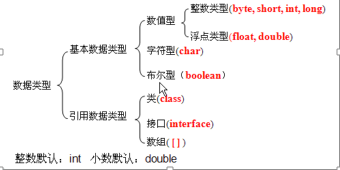 整数类型(byte, short, int, long)
数值型
浮点类型(float, double)
基本数据类型
字符型(char)
布尔型（boolean）
数据类型
类(class)
引用数据类型
接口(interface)
数组([ ])
整数默认：int 小数默认：double